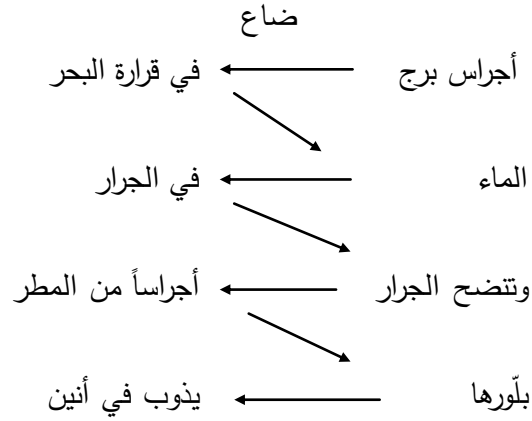 ضاع
أجراس برج في قرارة البحر
الماء في الجرار
وتنضح الجرار أجراساً من المطر
بلّورها يذوب في أنين